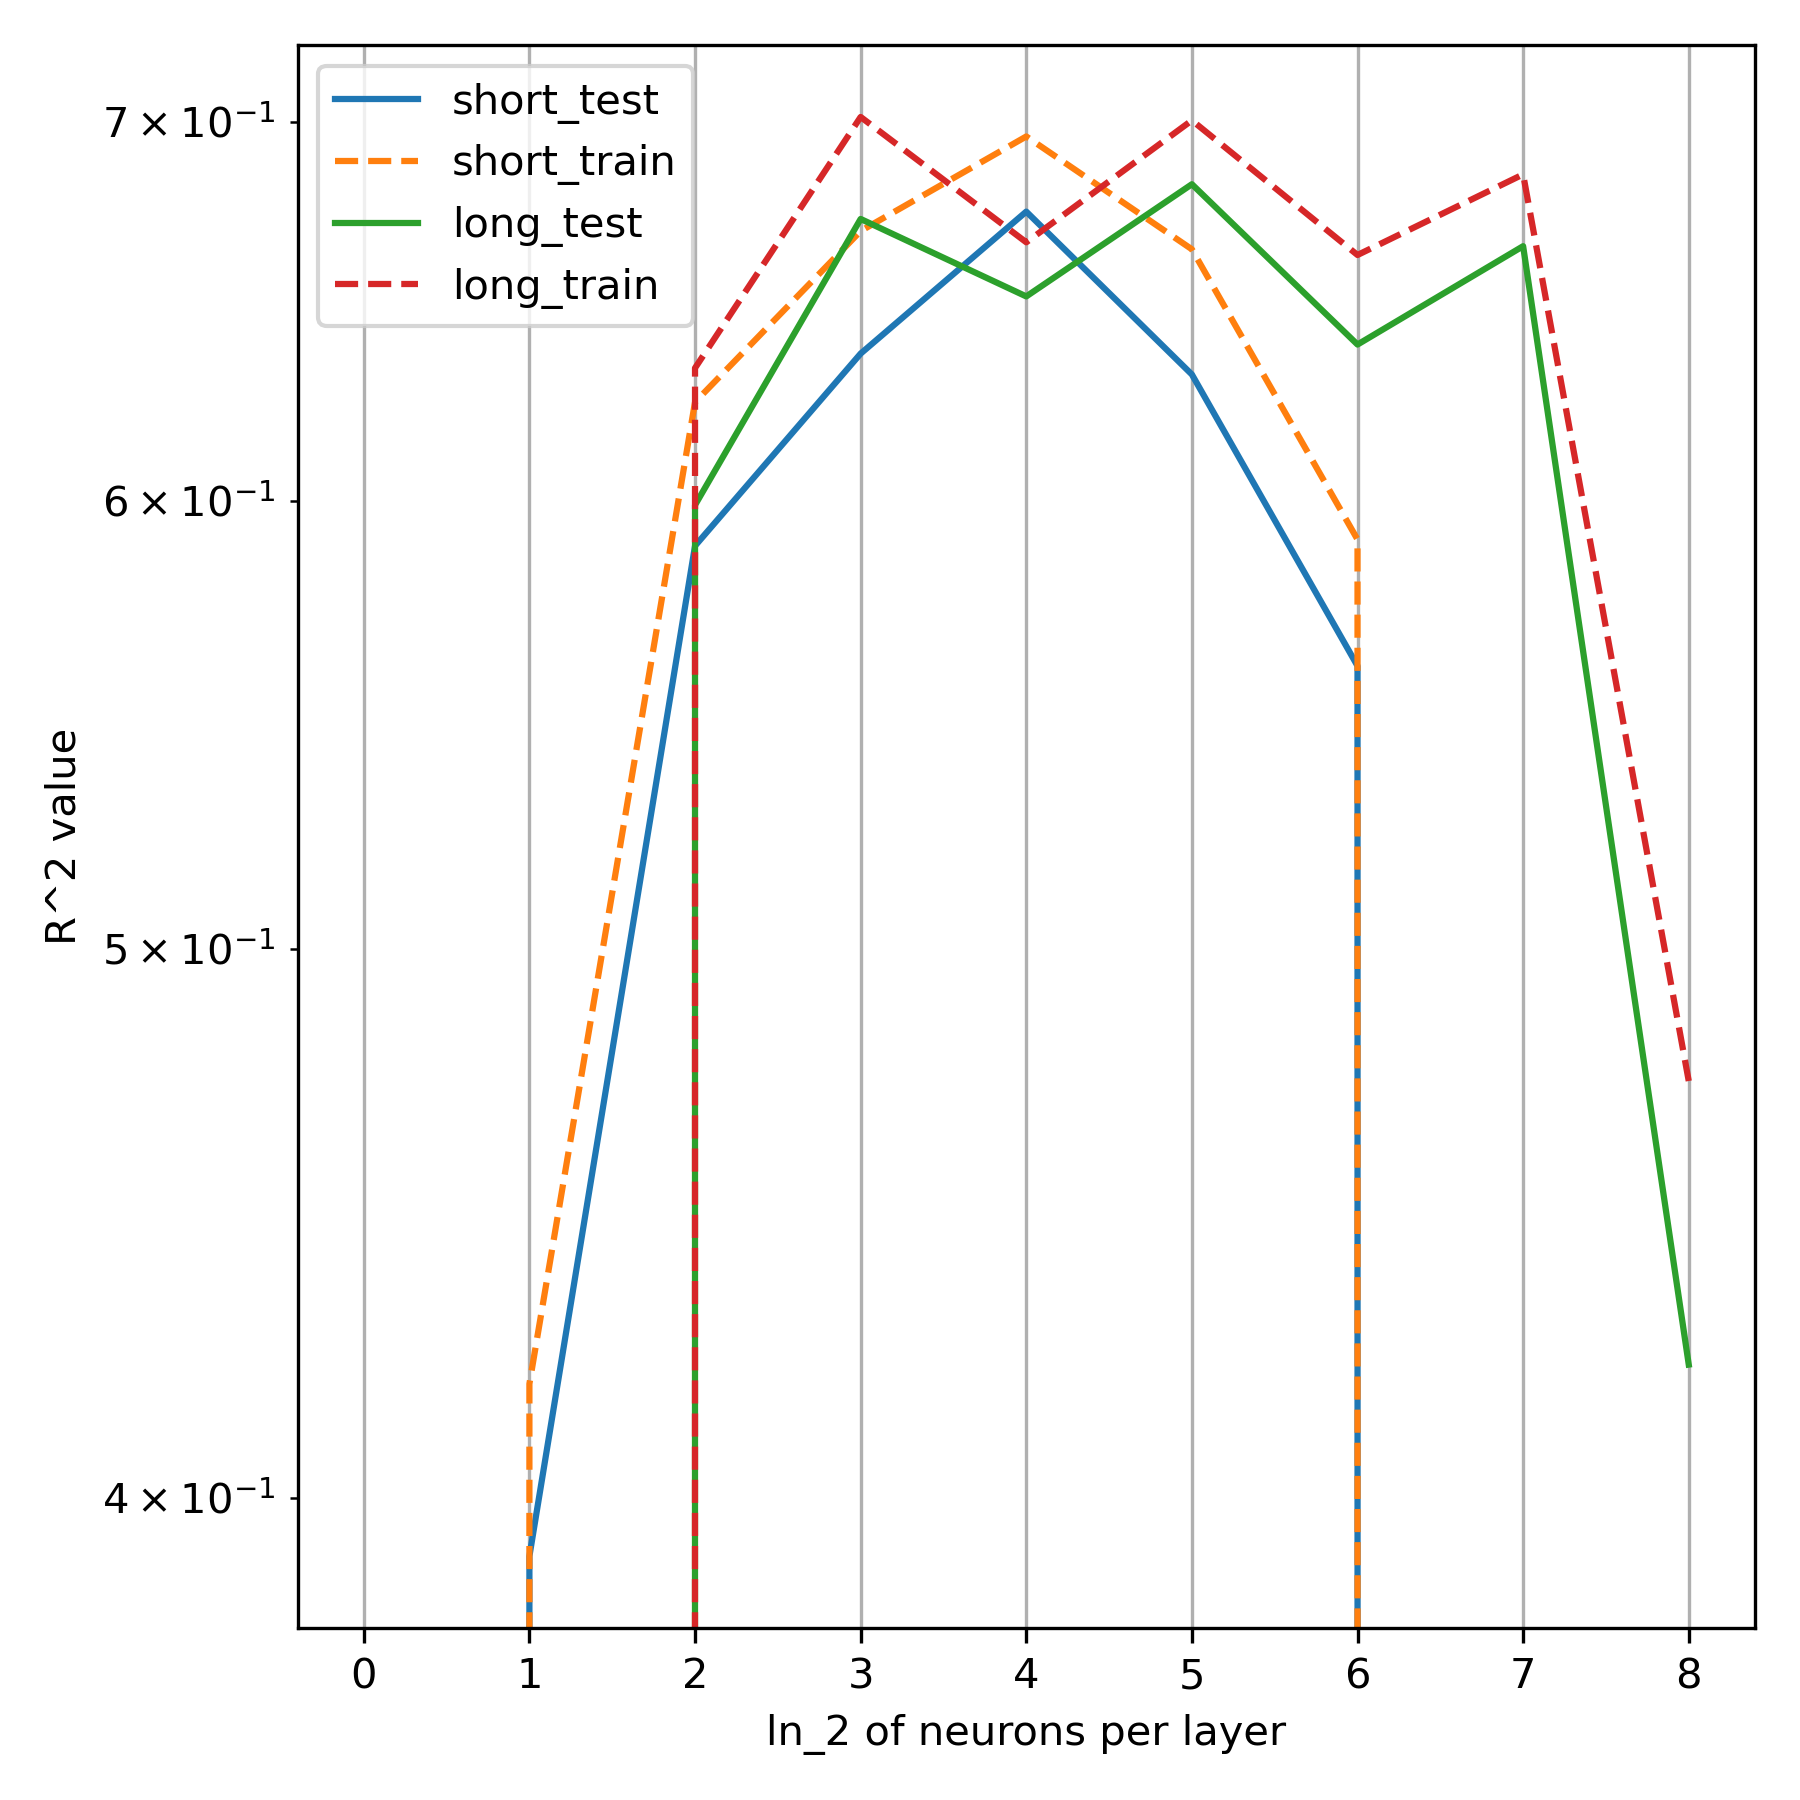 short_test
short_train
long_test
long_train
7 × 10⁻¹
6 × 10⁻¹
5 × 10⁻¹
4 × 10⁻¹
R^2 value
0 1 2 3 4 5 6 7 8
ln_2 of neurons per layer